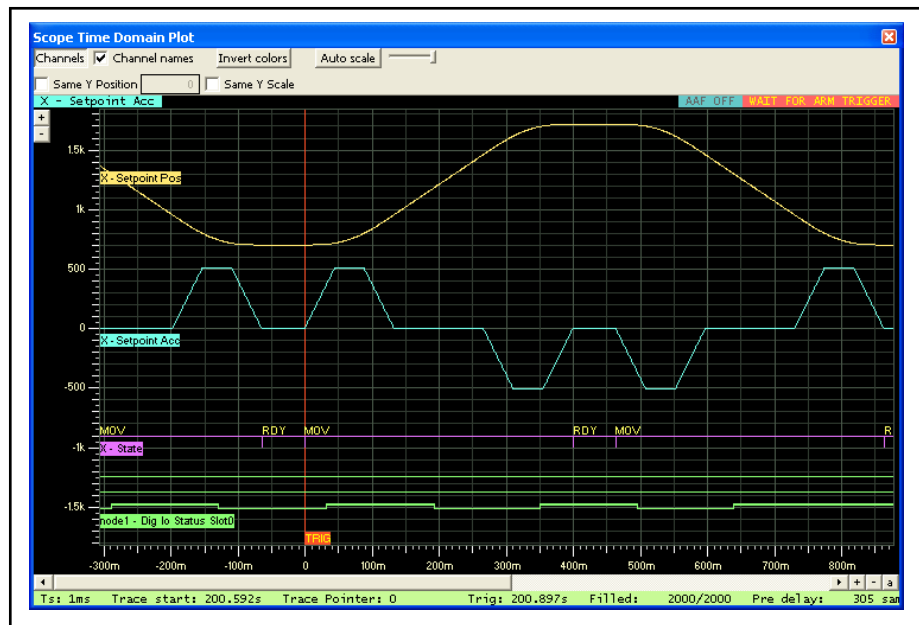 Scope Time Domain Plot
Channels Channel names Invert colors Auto scale
Same Y Position 0 Same Y Scale
X - Setpoint Acc AAF OFF WAIT FOR ARM TRIGGER
+
-
1.5k
X - Setpoint Pos
1k
500
0
X - Setpoint Acc
-500
MOV RDY MOV RDY MOV R
-1k X - State
-1.5k
node1 - Dig Io Status Slot0
TRIG
-300m -200m -100m 0 100m 200m 300m 400m 500m 600m 700m 800m
+ - a
Ts: 1ms Trace start: 200.592s Trace Pointer: 0 Trig: 200.897s Filled: 2000/2000 Pre delay: 305 sam